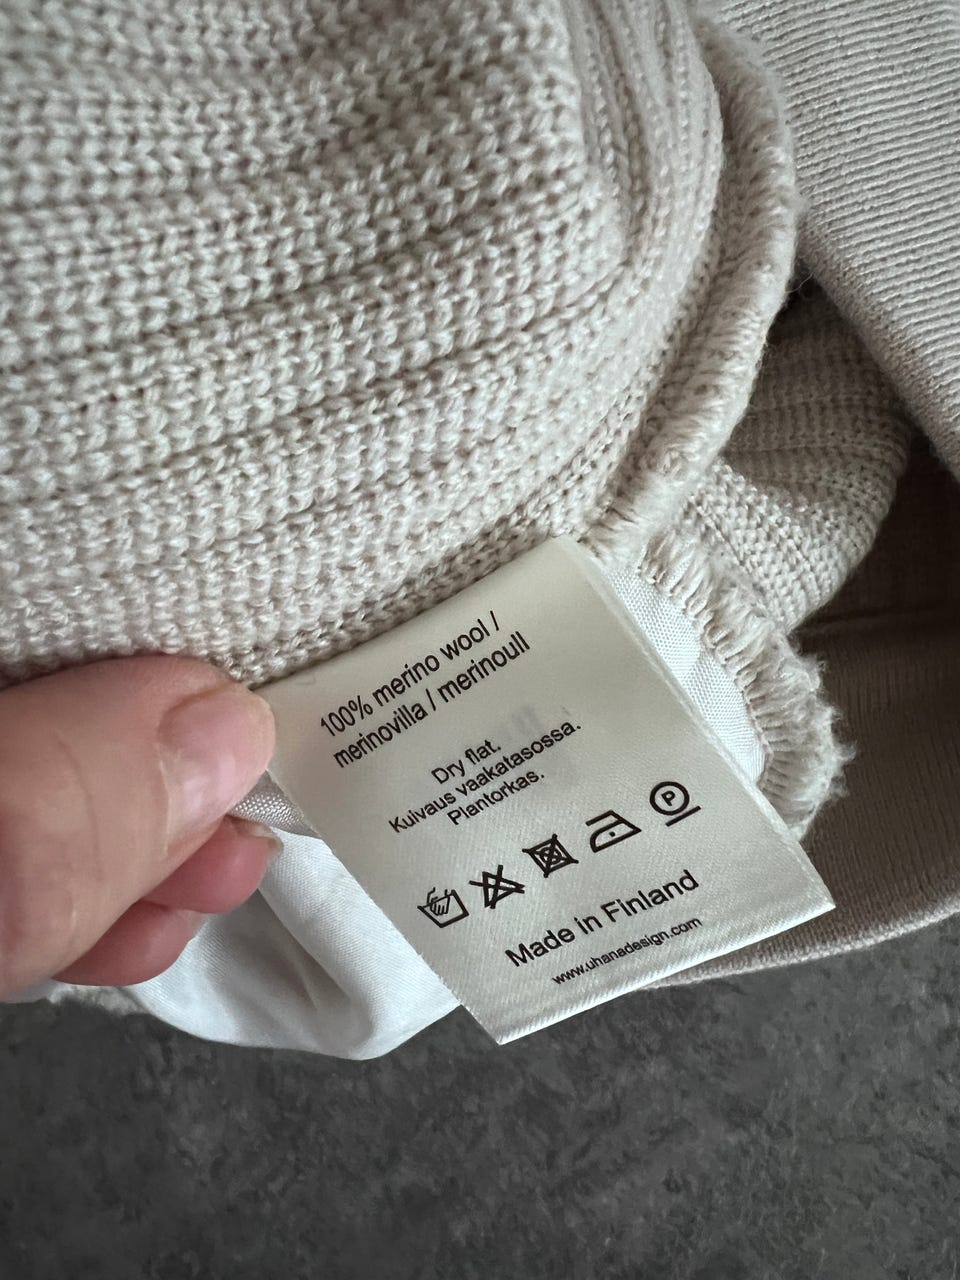 100% merino wool /
merinovilla / merinoull
Dry flat.
Kuivaus vaakatasossa.
Plantorkas.
P
Made in Finland
www.uhanadesign.com